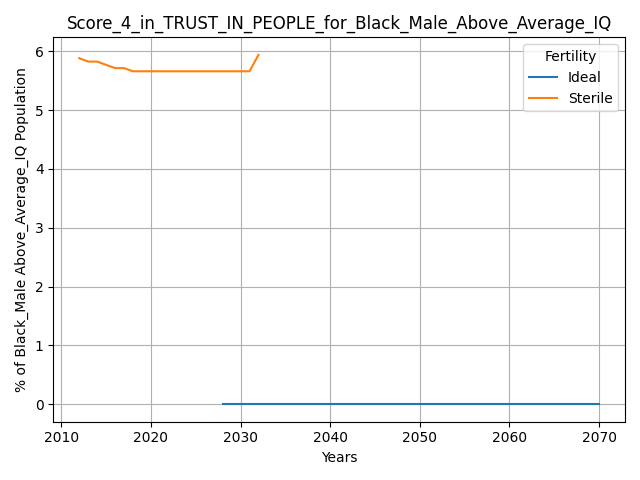 Score_4_in_TRUST_IN_PEOPLE_for_Black_Male_Above_Average_IQ
% of Black_Male Above_Average_IQ Population
6
5
4
3
2
1
0
Fertility
Ideal
Sterile
2010 2020 2030 2040 2050 2060 2070
Years